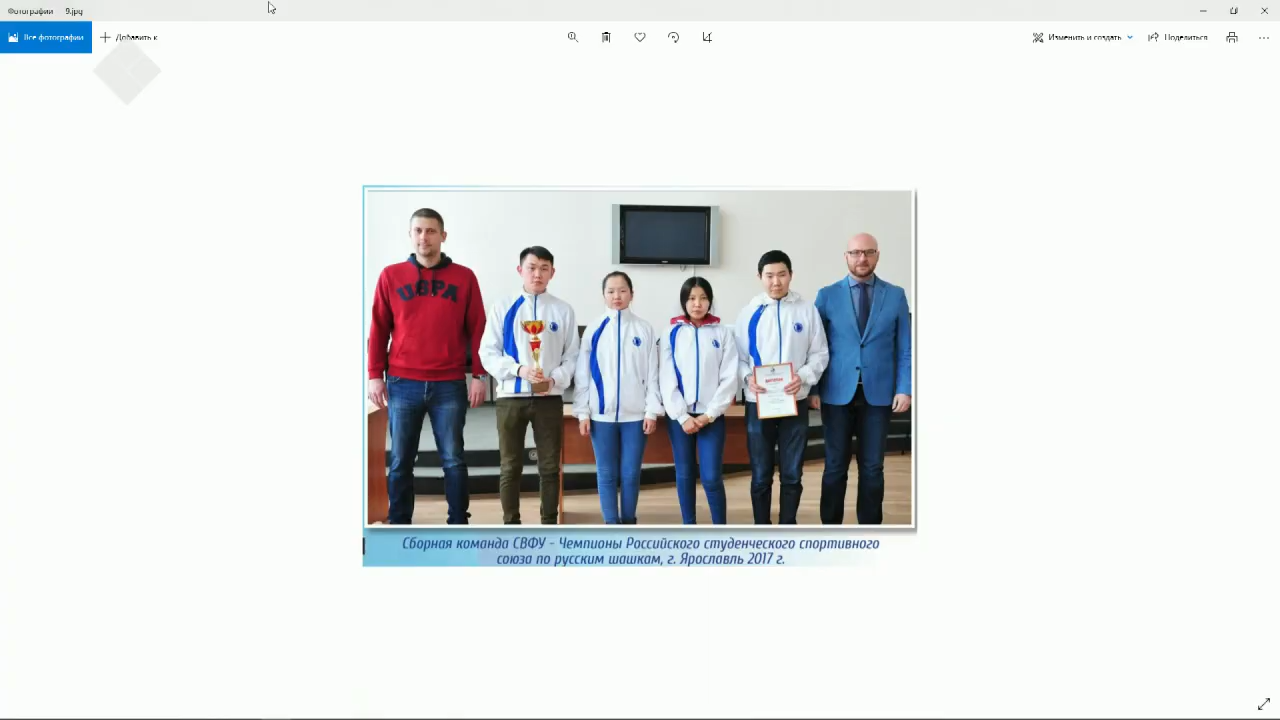 Фотографии - 9.jpg
Все фотографии
Добавить к
Изменить и создать
Поделиться
USPA
ДИПЛОМ
Сборная команда СВФУ - Чемпионы Российского студенческого спортивного
союза по русским шашкам, г. Ярославль 2017 г.